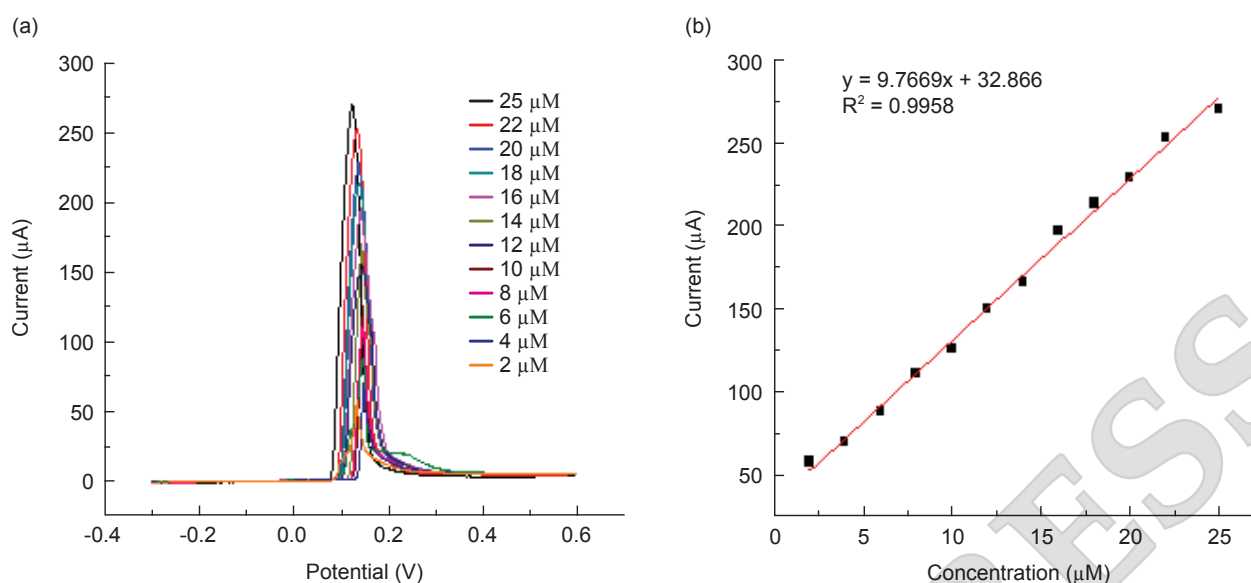 (a)
300
250
200
150
100
50
0
Current (µA)
-0.4
-0.2
0.0
0.2
0.4
0.6
Potential (V)
25 µM
22 µM
20 µM
18 µM
16 µM
14 µM
12 µM
10 µM
8 µM
6 µM
4 µM
2 µM
(b)
y = 9.7669x + 32.866
R² = 0.9958
300
250
200
150
100
50
Current (µA)
0
5
10
15
20
25
Concentration (µM)
ESS